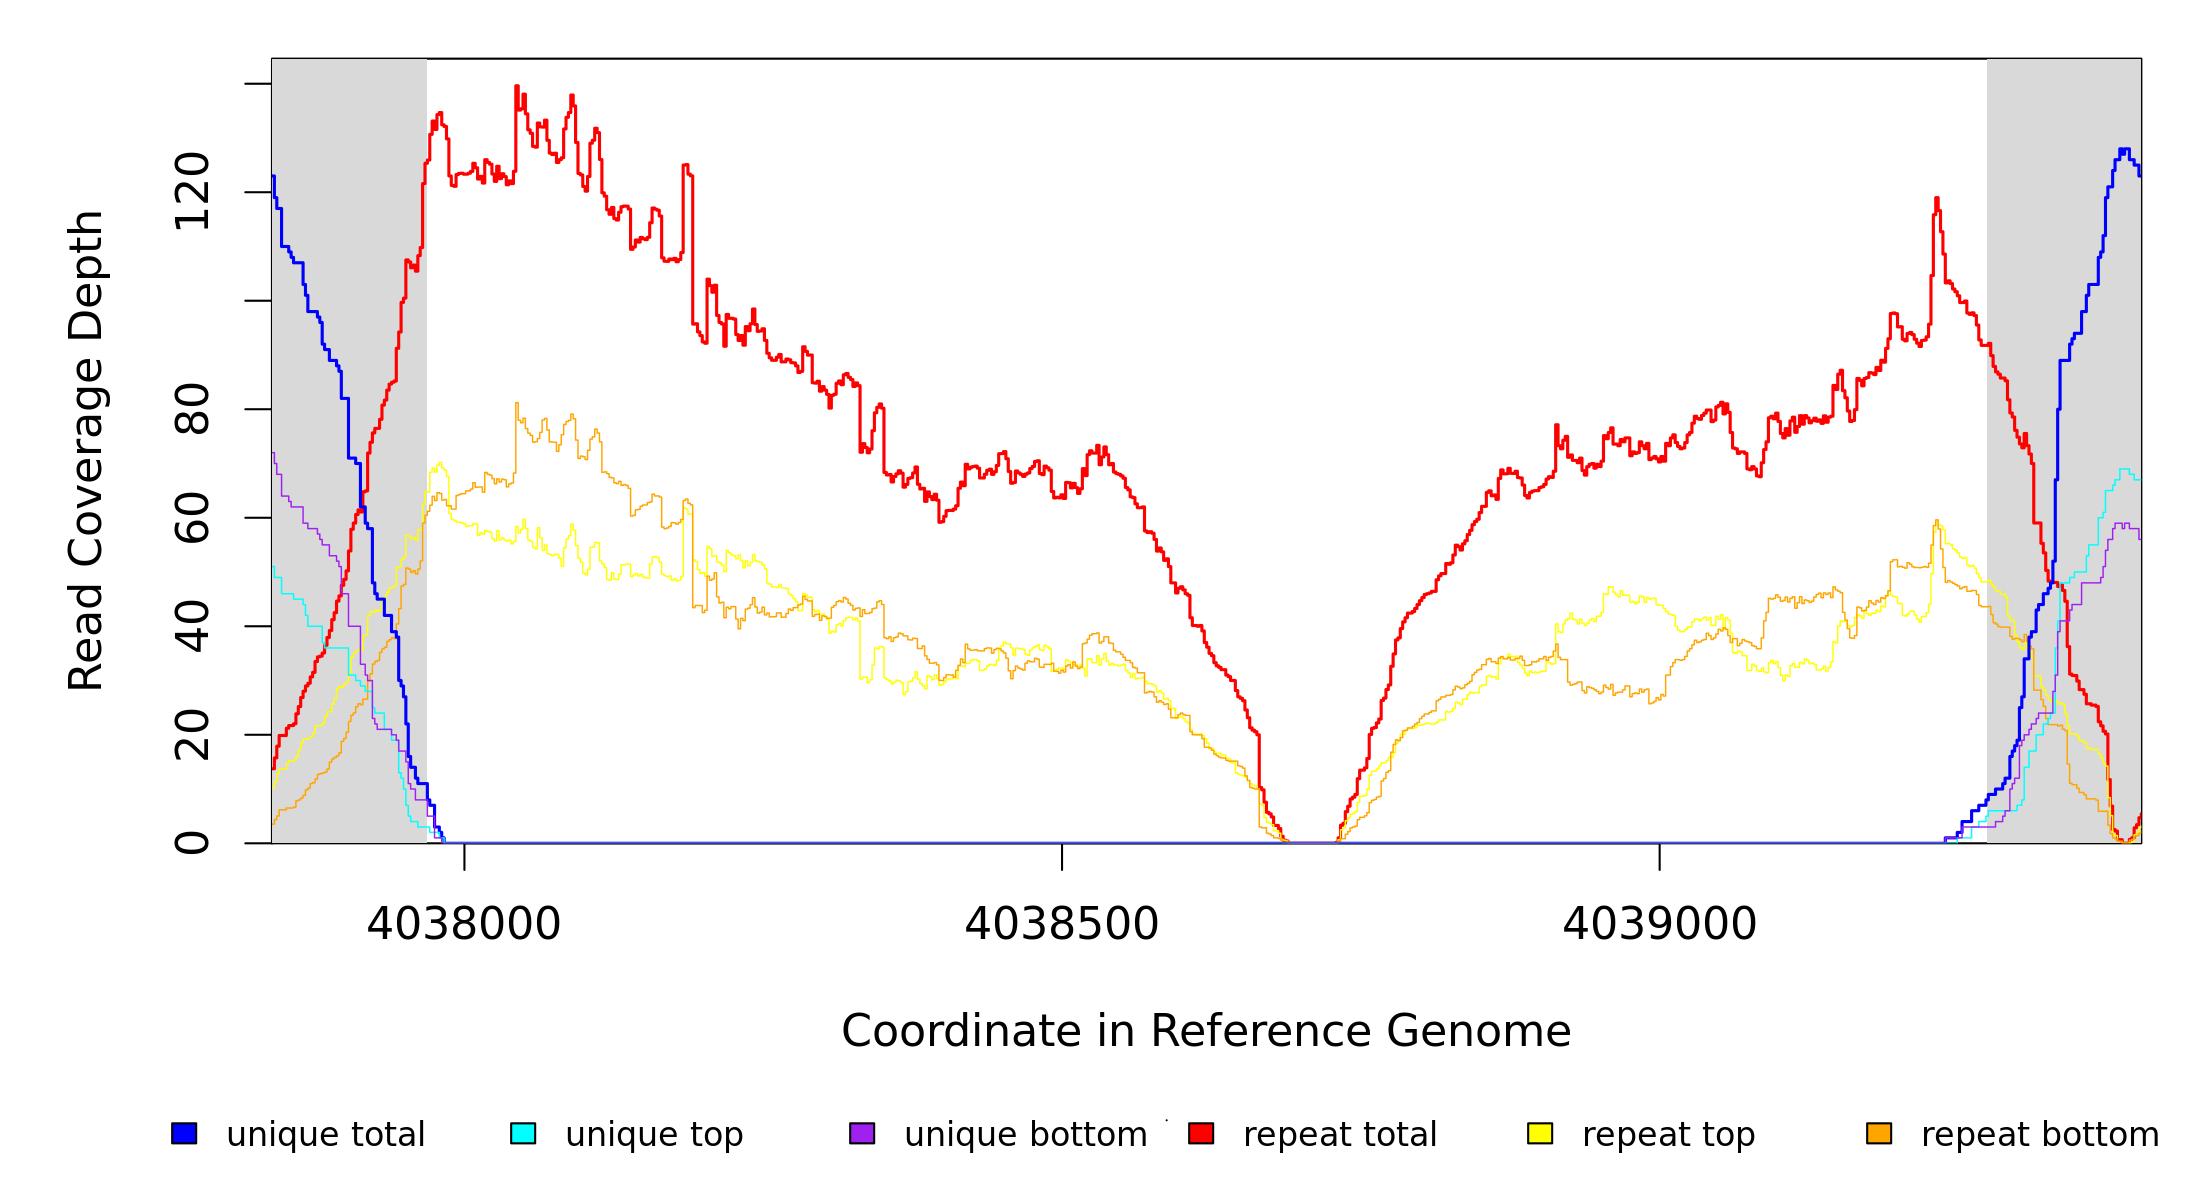 Read Coverage Depth
120
80
60
40
20
0
4038000 4038500 4039000
Coordinate in Reference Genome
unique total unique top unique bottom repeat total repeat top repeat bottom